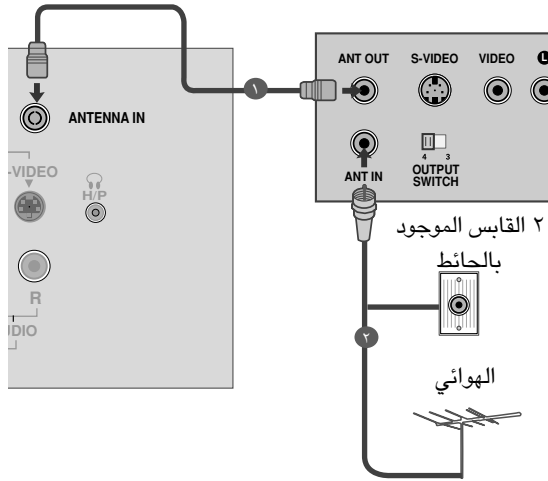 ANTENNA IN
-VIDEO
H/P
R
DIO
ANT OUT S-VIDEO VIDEO L
ANT IN
4 3
OUTPUT
SWITCH
١
٢ القابس الموجود
بالحائط
٢
الهوائي